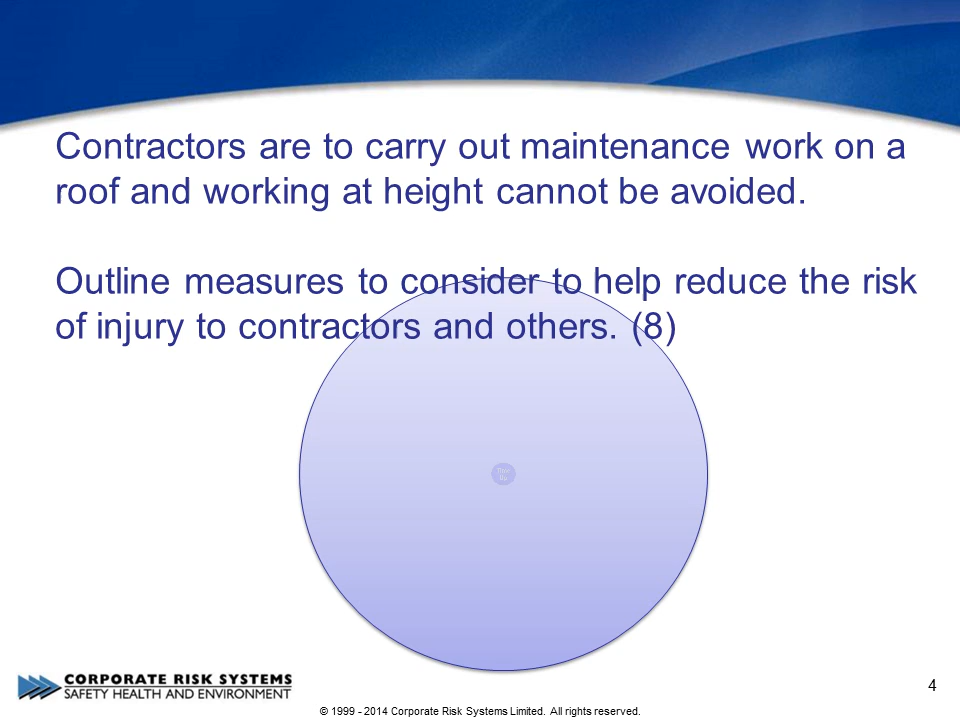 Contractors are to carry out maintenance work on a
roof and working at height cannot be avoided.
Outline measures to consider to help reduce the risk
of injury to contractors and others. (8)
CORPORATE RISK SYSTEMS
SAFETY HEALTH AND ENVIRONMENT
4
© 1999 - 2014 Corporate Risk Systems Limited. All rights reserved.